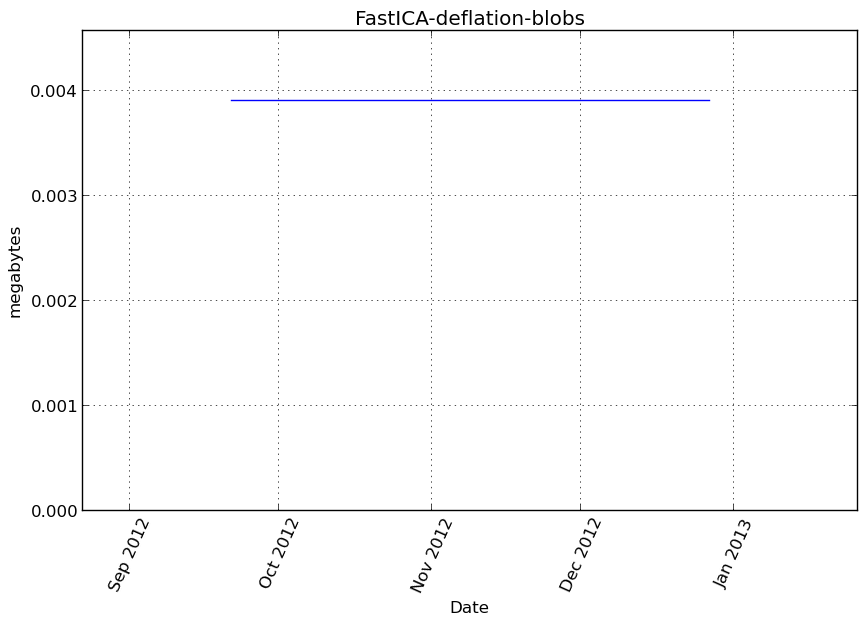 FastICA-deflation-blobs
0.004
0.003
0.002
0.001
0.000
megabytes
Sep 2012
Oct 2012
Nov 2012
Dec 2012
Jan 2013
Date